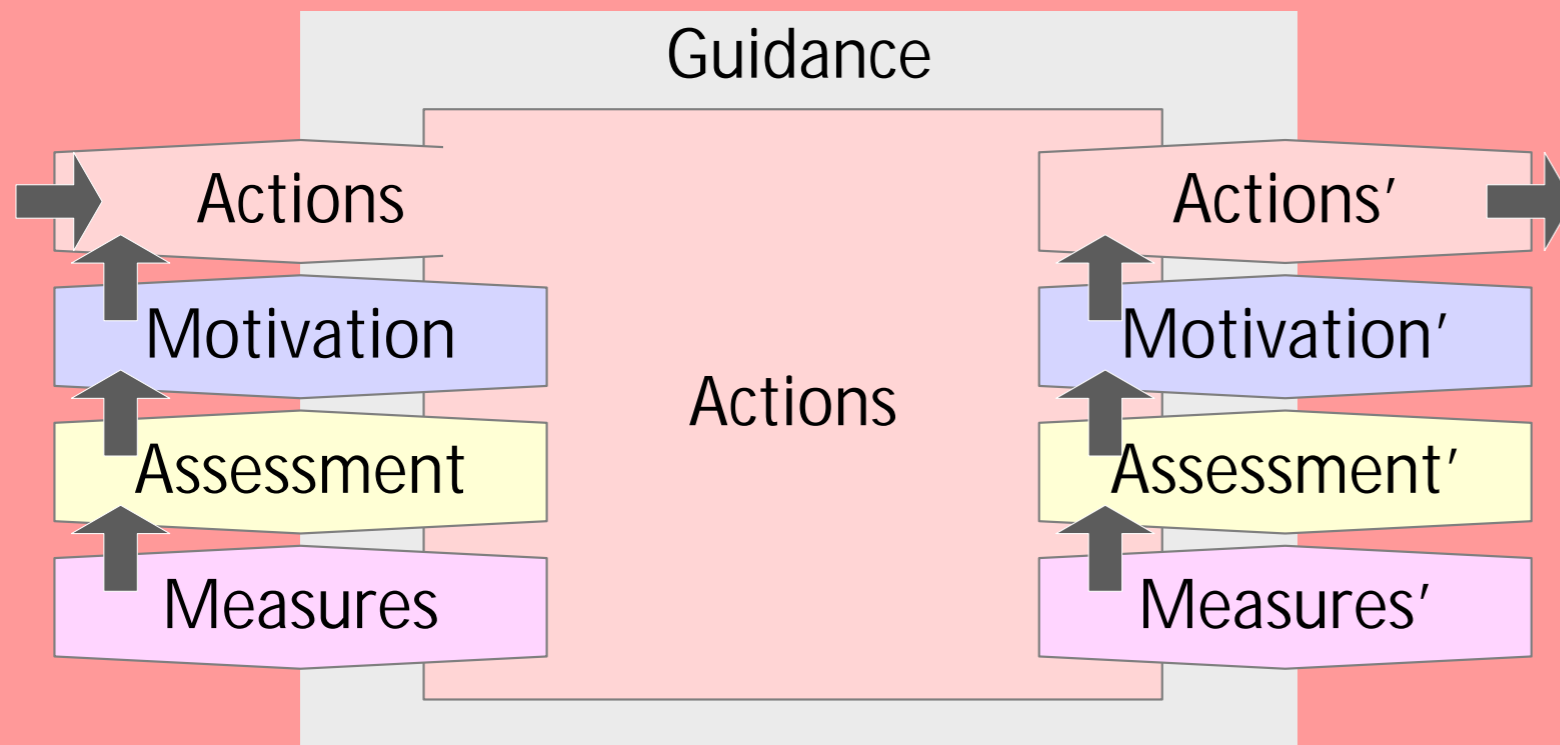 Guidance
Actions
Motivation
Assessment
Measures
Actions
Actions′
Motivation′
Assessment′
Measures′